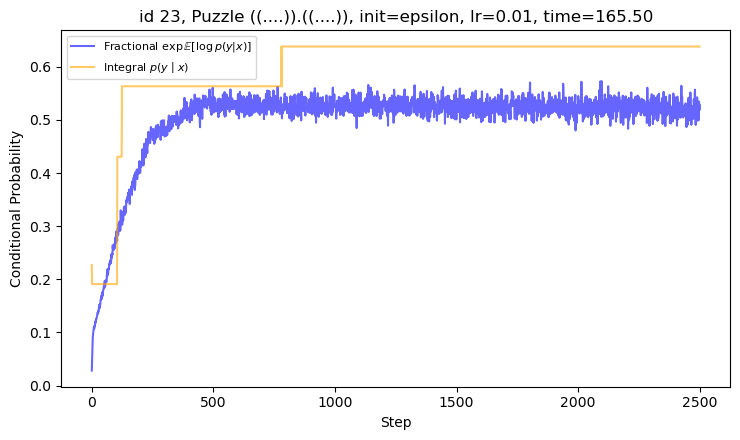 id 23, Puzzle ((....)).((....)), init=epsilon, lr=0.01, time=165.50
Fractional exp𝔼[log p(y|x)]
Integral p(y | x)
Conditional Probability
0.6
0.5
0.4
0.3
0.2
0.1
0.0
0 500 1000 1500 2000 2500
Step